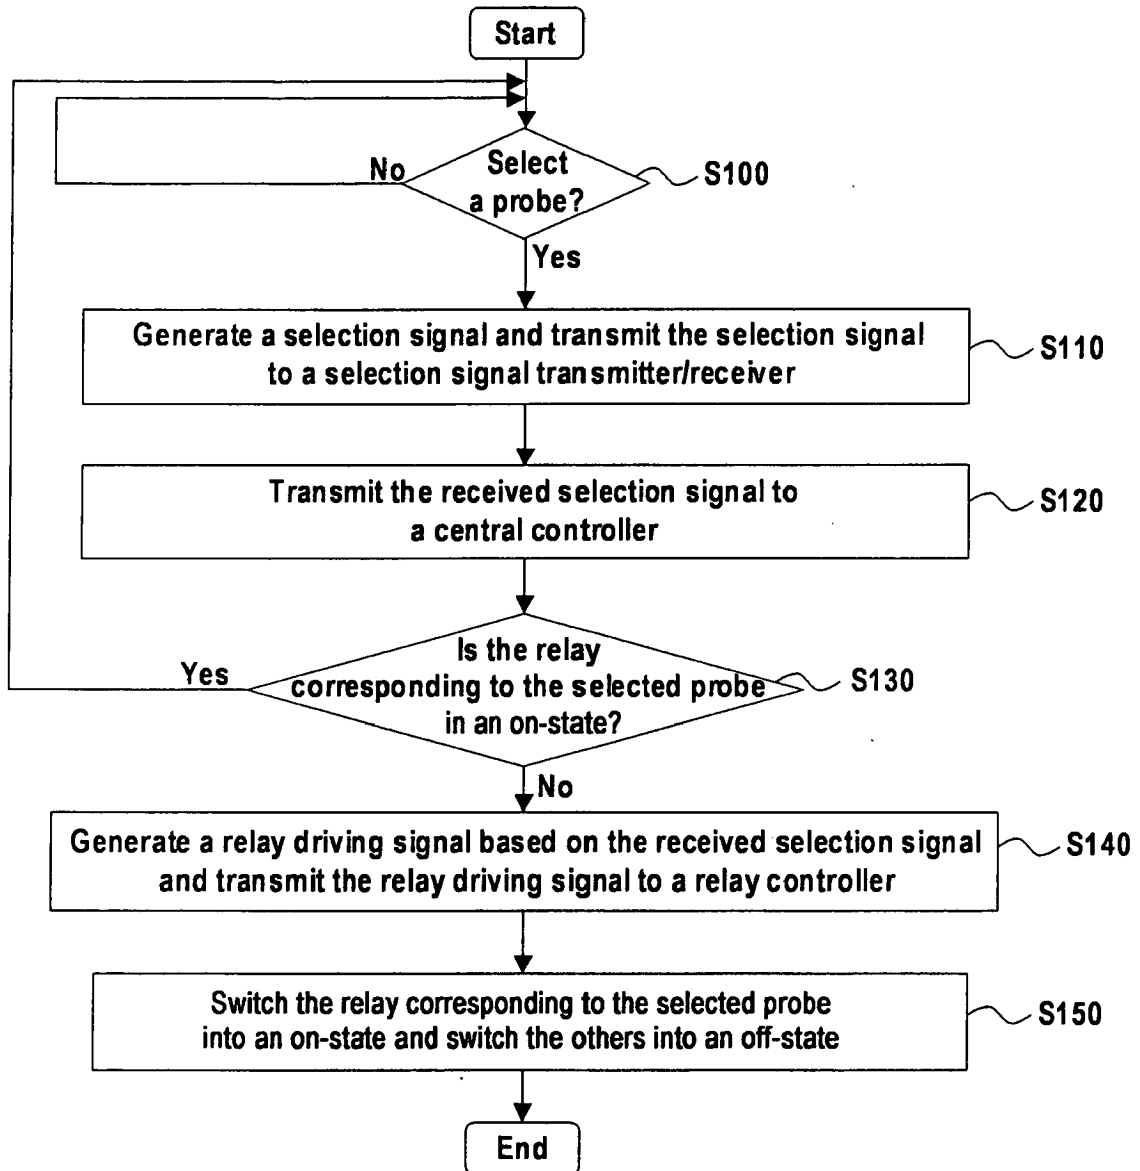 Start
Select
a probe?
No
S100
Yes
Generate a selection signal and transmit the selection signal
to a selection signal transmitter/receiver
S110
Transmit the received selection signal to
a central controller
S120
Is the relay
corresponding to the selected probe
in an on-state?
Yes
S130
No
Generate a relay driving signal based on the received selection signal
and transmit the relay driving signal to a relay controller
S140
Switch the relay corresponding to the selected probe
into an on-state and switch the others into an off-state
S150
End